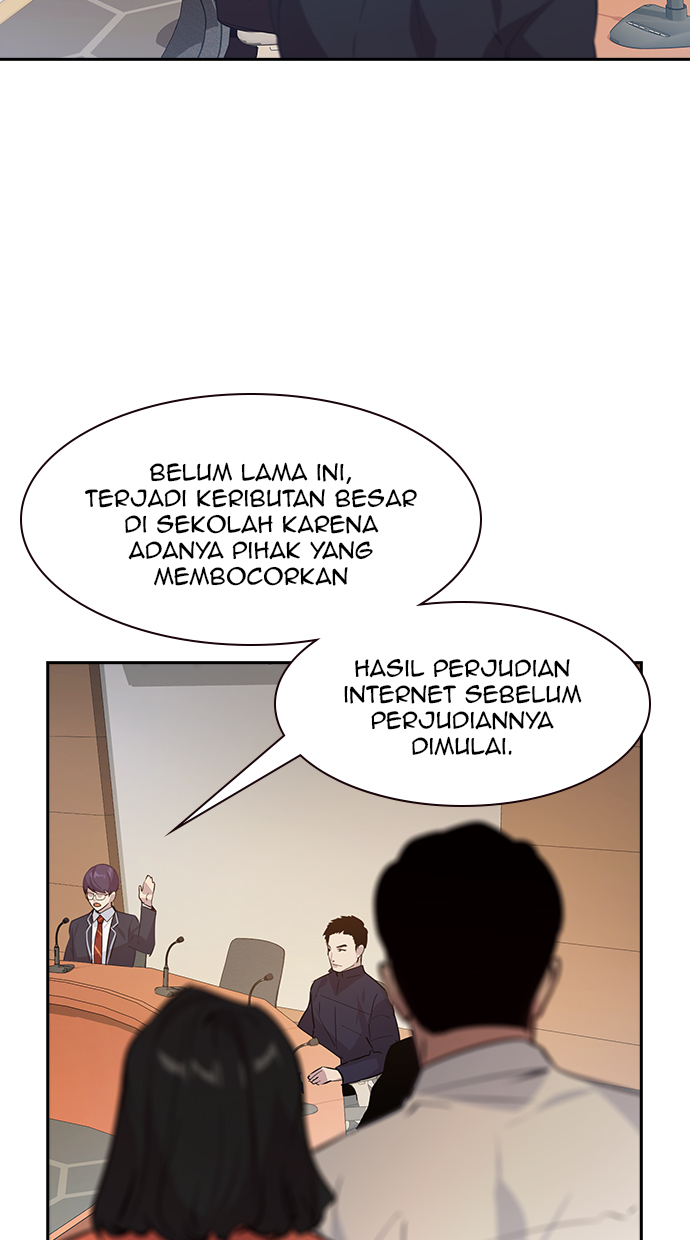 BELUM LAMA INI,
TERJADI KERIBUTAN BESAR
DI SEKOLAH KARENA
ADANYA PIHAK YANG
MEMBOCORKAN
HASIL PERJUDIAN
INTERNET SEBELUM
PERJUDIANNYA
DIMULAI.